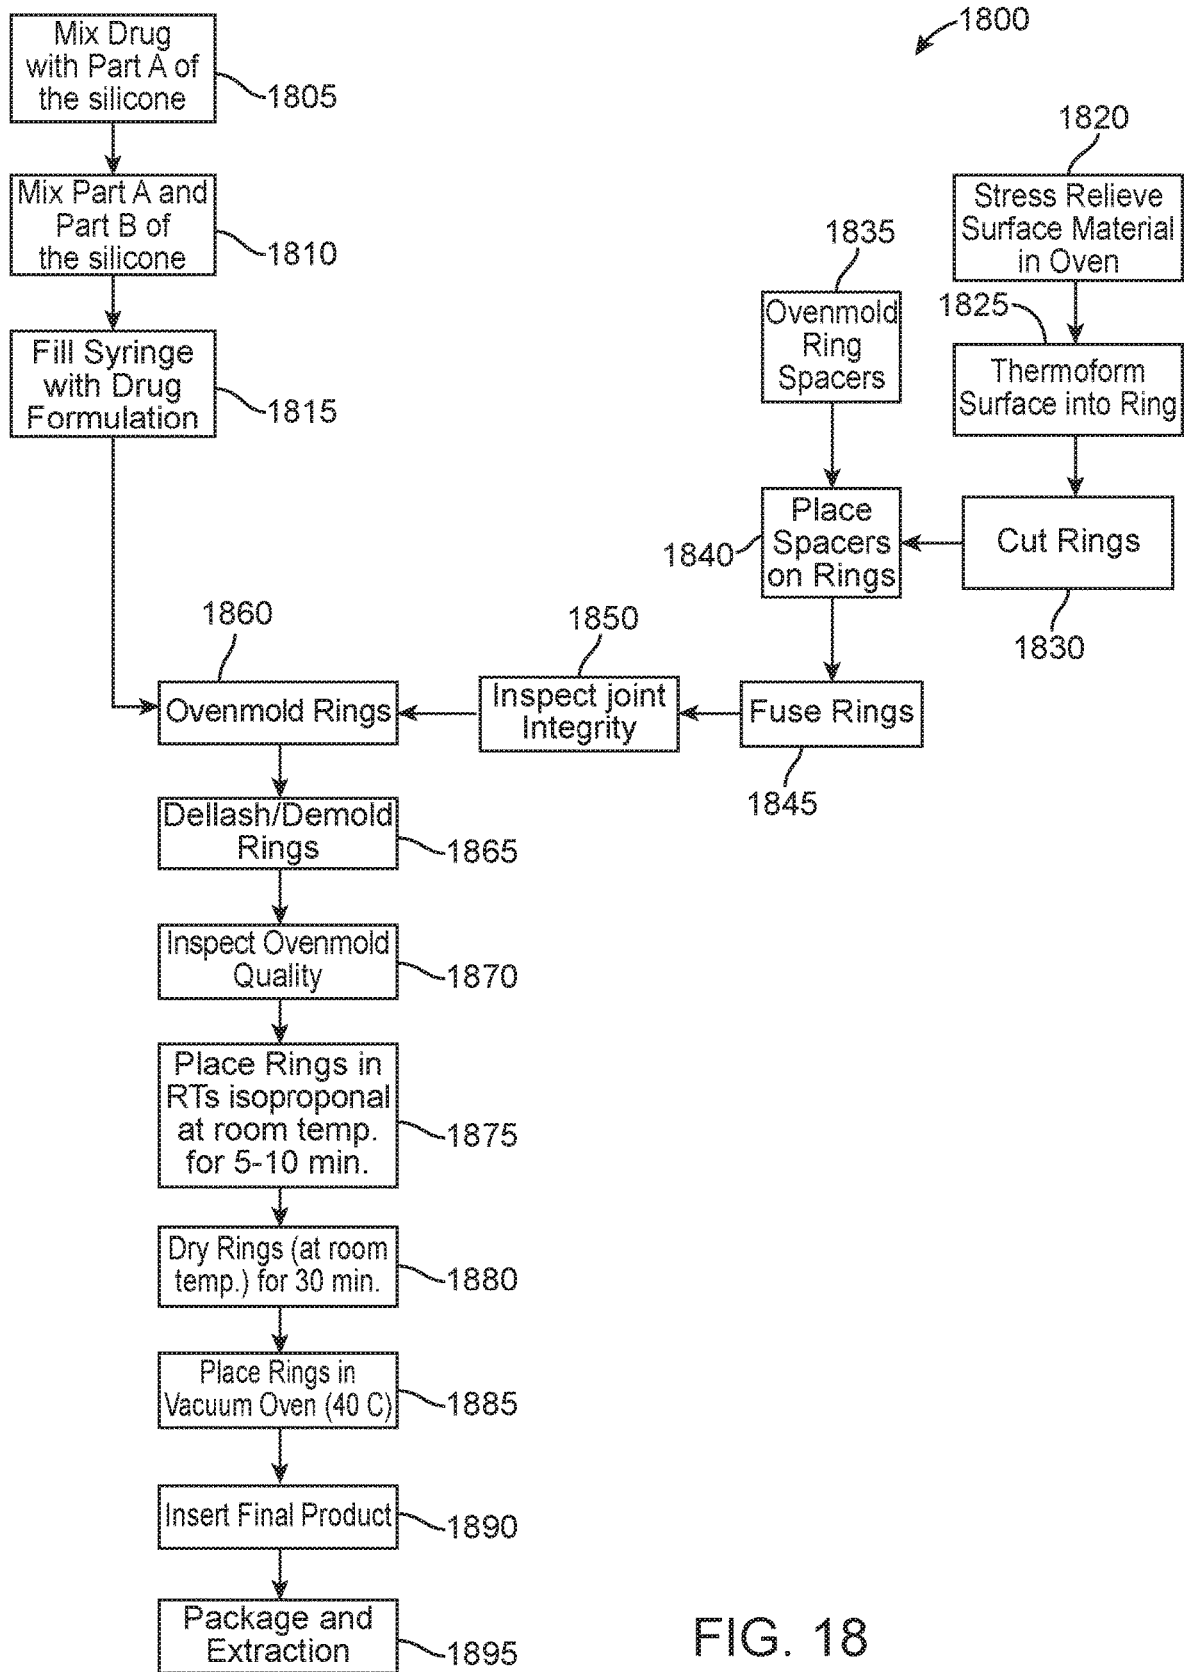 1800
Mix Drug
with Part A of
the silicone
1805
Mix Part A and
Part B of
the silicone
1810
Fill Syringe
with Drug
Formulation
1815
1820
Stress Relieve
Surface Material
in Oven
1825
Thermoform
Surface into Ring
Cut Rings
1830
1835
Ovenmold
Ring
Spacers
1840
Place
Spacers
on Rings
Fuse Rings
1845
1850
Inspect joint
Integrity
1860
Ovenmold Rings
Dellash/Demold
Rings
1865
Inspect Ovenmold
Quality
1870
Place Rings in
RTs isoproponal
at room temp.
for 5-10 min.
1875
Dry Rings (at room
temp.) for 30 min.
1880
Place Rings in
Vacuum Oven (40 C)
1885
Insert Final Product
1890
Package and
Extraction
1895
FIG. 18